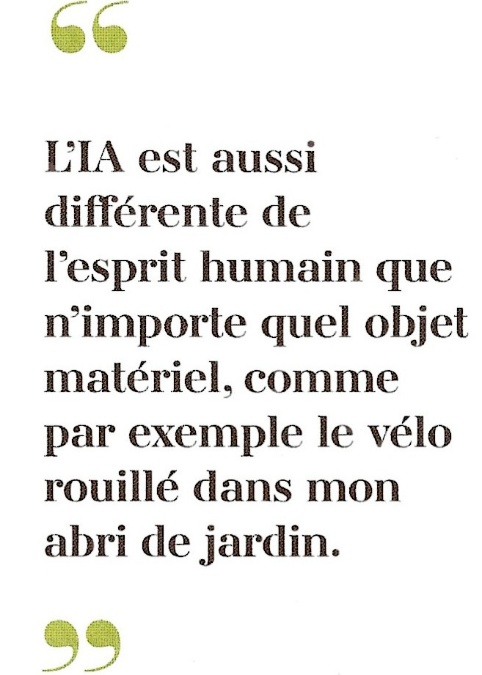 “
L’IA est aussi
différente de
l’esprit humain que
n’importe quel objet
matériel, comme
par exemple le vélo
rouillé dans mon
abri de jardin.
”